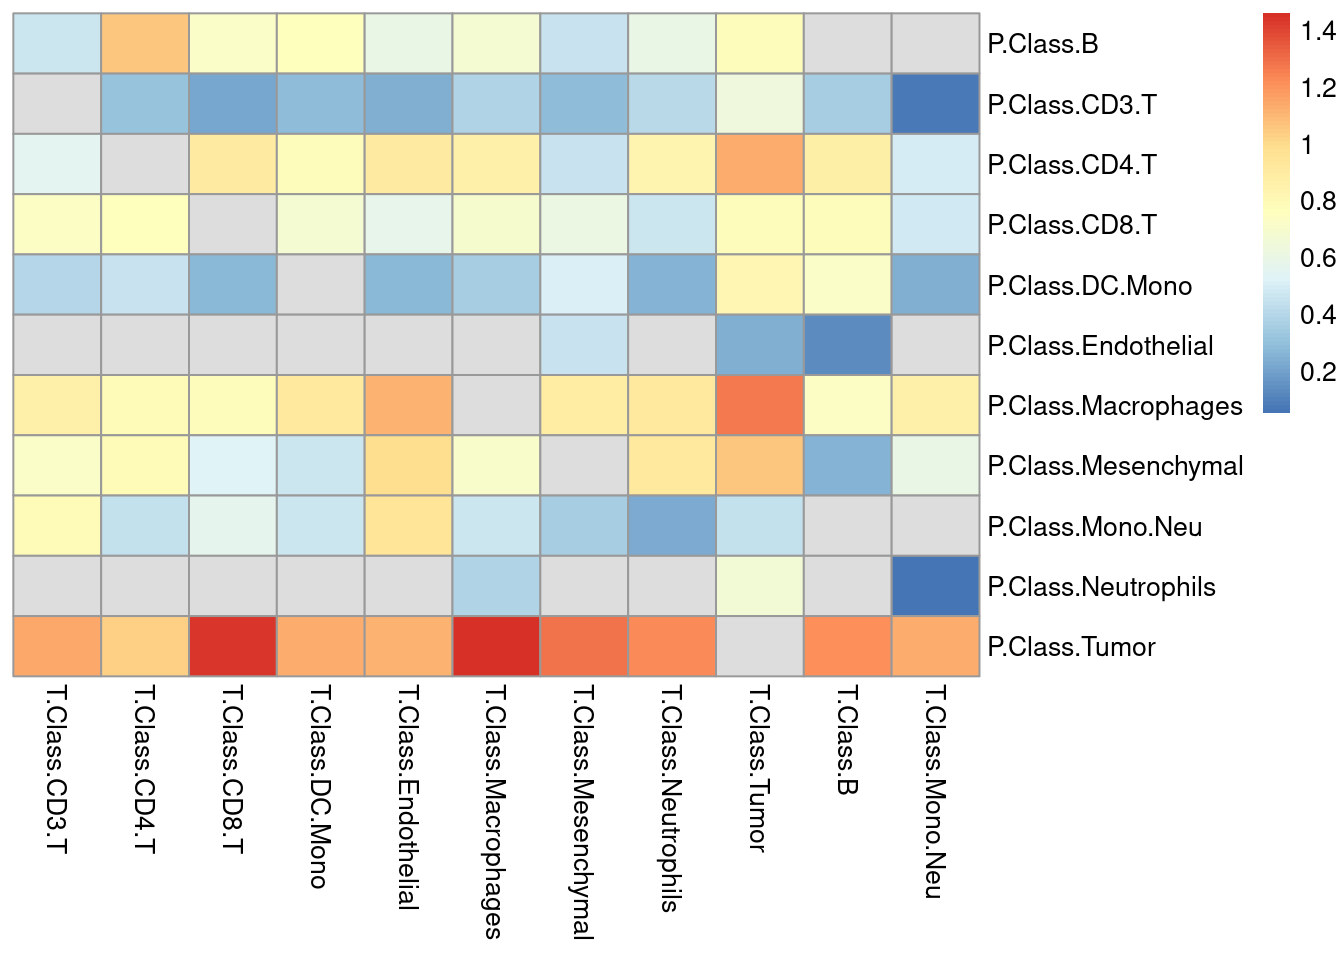 P.Class.B
P.Class.CD3.T
P.Class.CD4.T
P.Class.CD8.T
P.Class.DC.Mono
P.Class.Endothelial
P.Class.Macrophages
P.Class.Mesenchymal
P.Class.Mono.Neu
P.Class.Neutrophils
P.Class.Tumor
T.Class.CD3.T
T.Class.CD4.T
T.Class.CD8.T
T.Class.DC.Mono
T.Class.Endothelial
T.Class.Macrophages
T.Class.Mesenchymal
T.Class.Neutrophils
T.Class.Tumor
T.Class.B
T.Class.Mono.Neu
1.4
1.2
1
0.8
0.6
0.4
0.2